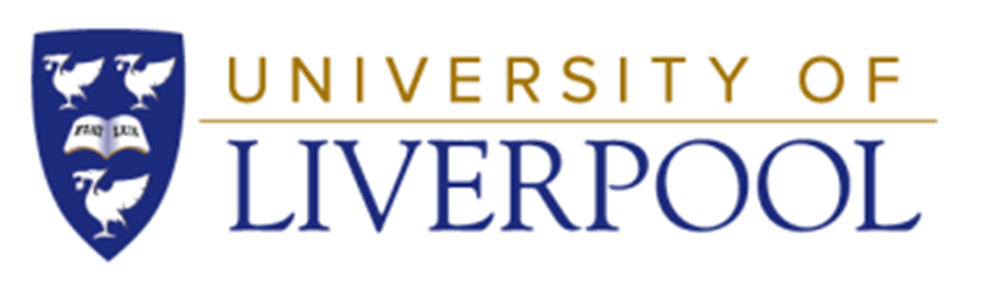 FIAT LUX
UNIVERSITY OF
LIVERPOOL